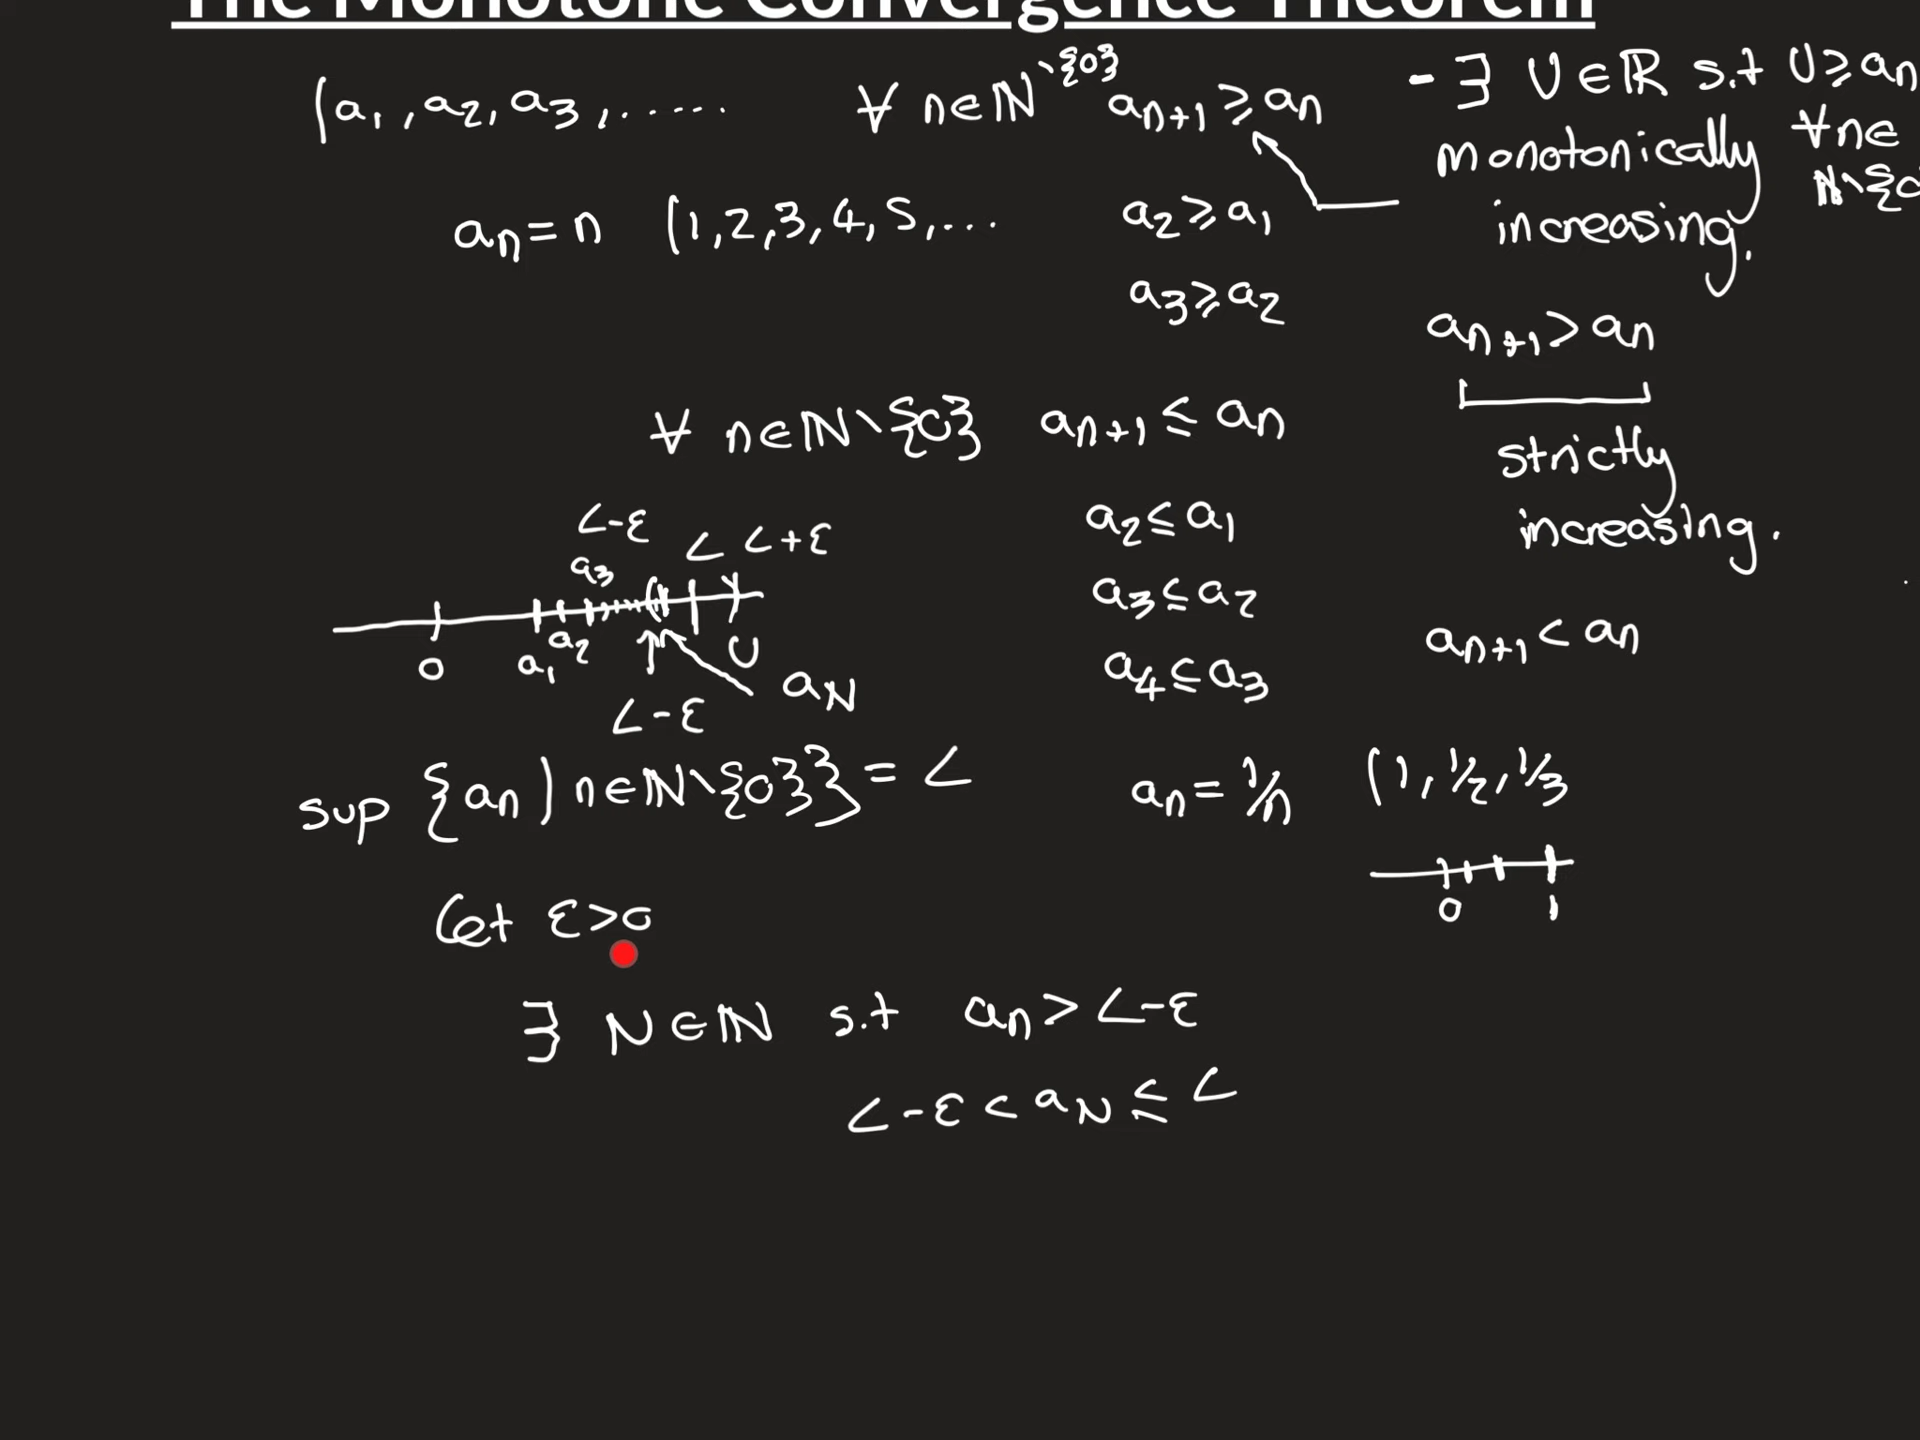 The Monotone Convergence Theorem
(a₁, a₂, a₃, ..... ∀ n∈ℕ\{0} aₙ₊₁ ≥ aₙ
- ∃ U∈ℝ s.t U ≥ aₙ ∀n∈ ℕ\{0
monotonically
increasing.
aₙ = n (1,2,3,4,5,...
a₂ ≥ a₁
a₃ ≥ a₂
aₙ₊₁ > aₙ
strictly
increasing.
∀ n∈ℕ\{0} aₙ₊₁ ≤ aₙ
a₂ ≤ a₁
a₃ ≤ a₂
a₄ ≤ a₃
aₙ₊₁ < aₙ
L-ε L L+ε
a₃
0 a₁ a₂ U
L-ε a_N
sup {aₙ | n∈ℕ\{0}} = L
aₙ = 1/n (1, 1/2, 1/3
0 1
Let ε>0
∃ N∈ℕ s.t aₙ > L-ε
L-ε < a_N ≤ L